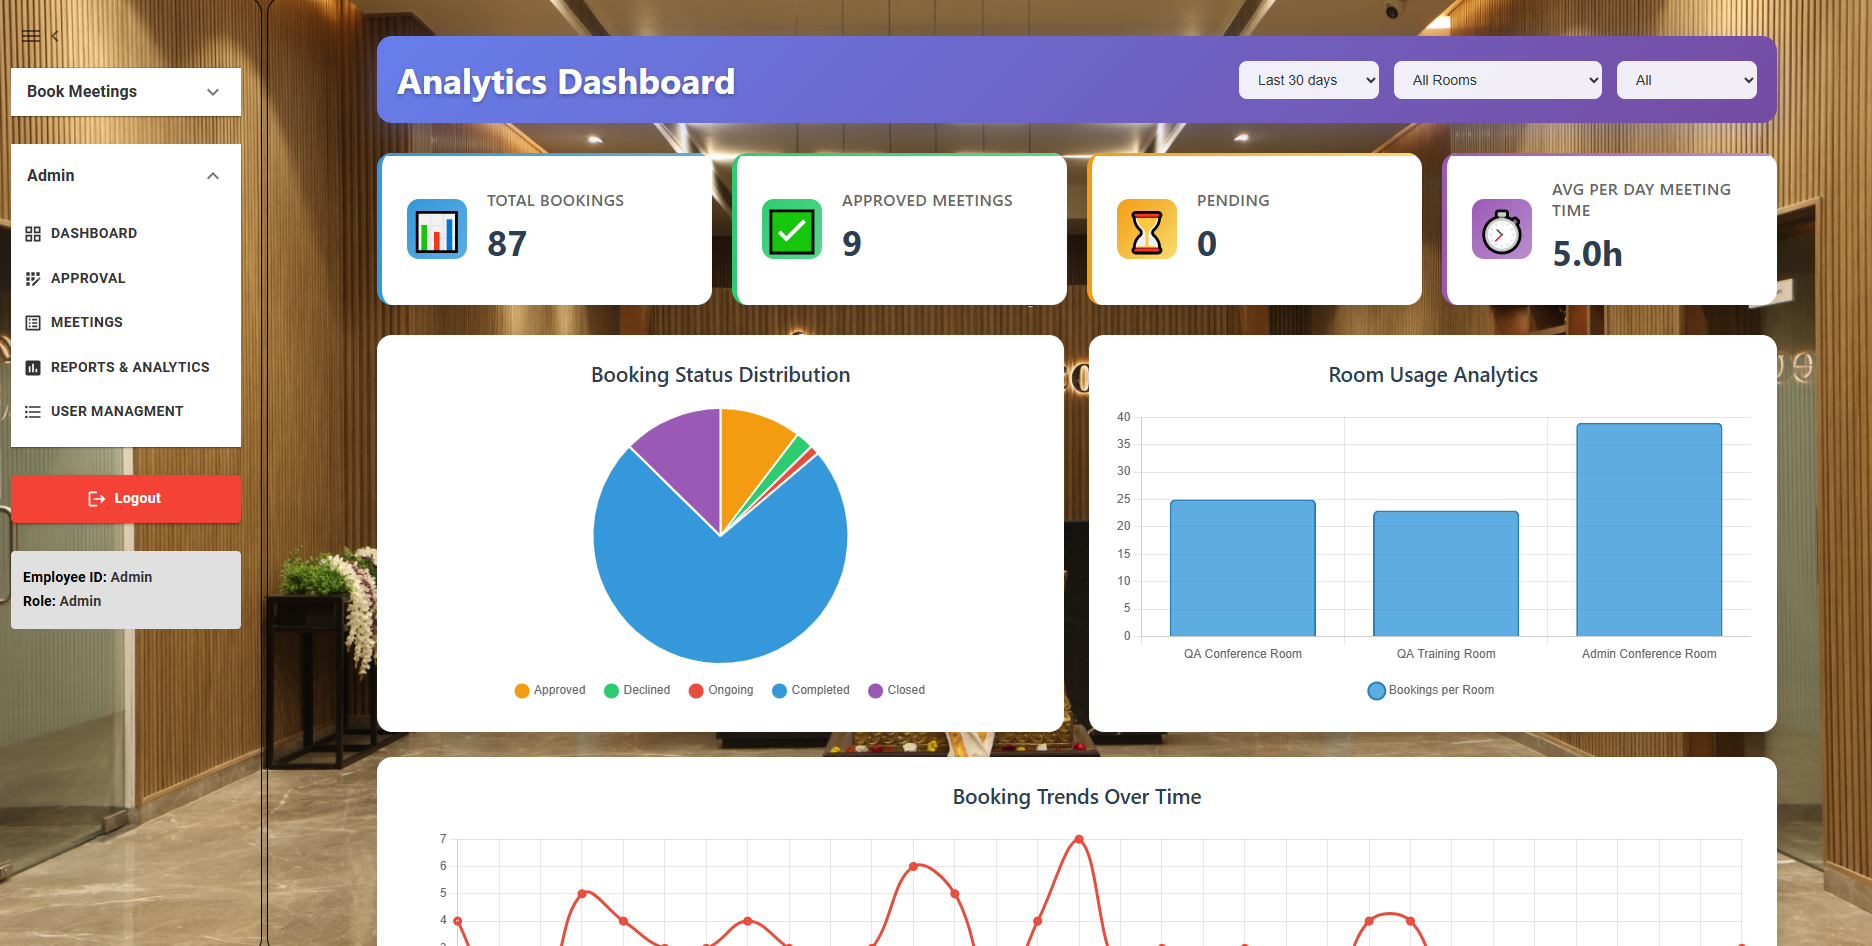 Book Meetings
Admin
DASHBOARD
APPROVAL
MEETINGS
REPORTS & ANALYTICS
USER MANAGMENT
Logout
Employee ID: Admin
Role: Admin
Analytics Dashboard
Last 30 days
All Rooms
All
TOTAL BOOKINGS
87
APPROVED MEETINGS
9
PENDING
0
AVG PER DAY MEETING
TIME
5.0h
Booking Status Distribution
Approved
Declined
Ongoing
Completed
Closed
Room Usage Analytics
40
35
30
25
20
15
10
5
0
QA Conference Room
QA Training Room
Admin Conference Room
Bookings per Room
Booking Trends Over Time
7
6
5
4